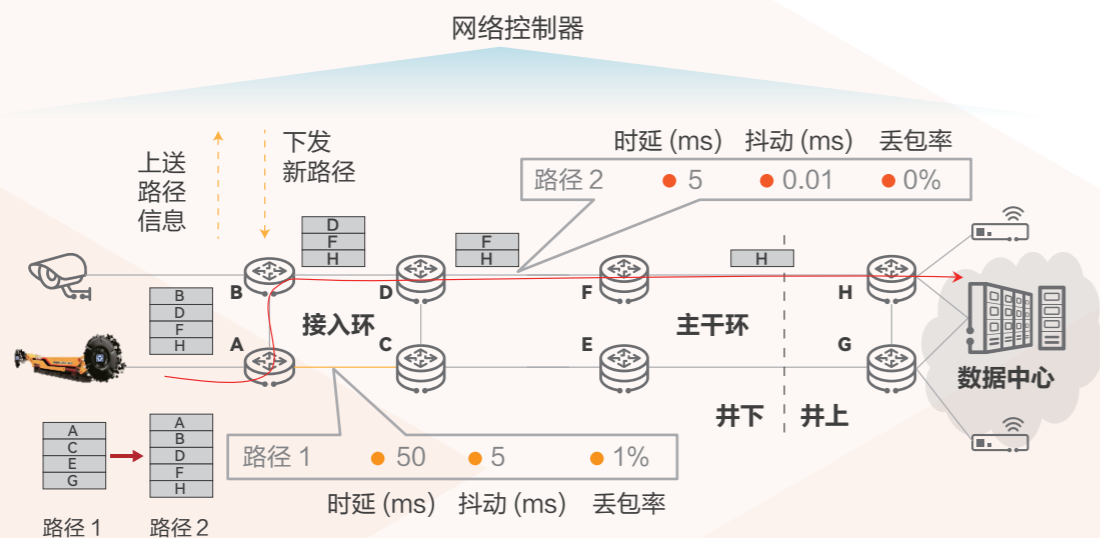 网络控制器
上送
路径
信息
下发
新路径
时延 (ms) 抖动 (ms) 丢包率
路径 2 5 0.01 0%
D
F
H
F
H
H
B
D
F
H
B
D
F
H
接入环
主干环
A
C
E
G
数据中心
井下
井上
A
C
E
G
A
B
D
F
H
路径 1 50 5 1%
时延 (ms) 抖动 (ms) 丢包率
路径 1
路径 2